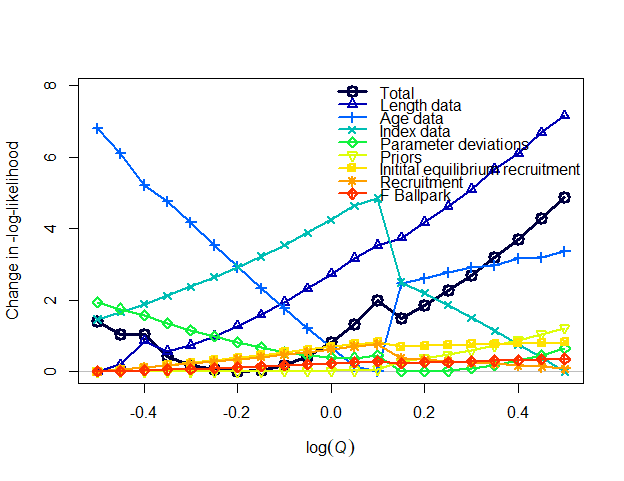 Change in -log-likelihood
8
6
4
2
0
Total
Length data
Age data
Index data
Parameter deviations
Priors
Initital equilibrium recruitment
Recruitment
F Ballpark
-0.4
-0.2
0.0
0.2
0.4
log(Q)